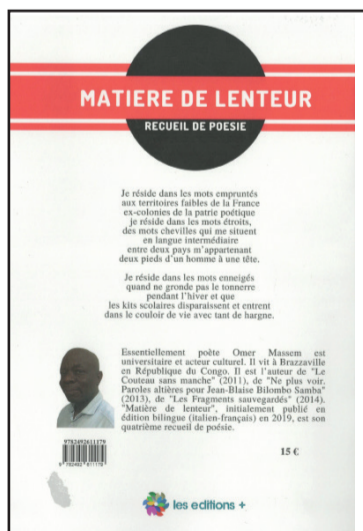 MATIERE DE LENTEUR
RECUEIL DE POESIE
Je réside dans les mots empruntés
aux territoires faibles de la France
ex-colonies de la patrie poétique
je réside dans les mots étroits,
des mots chevilles qui me situent
en langue intermédiaire
entre deux pays m'appartenant
deux pieds d'un homme à une tête.
Je réside dans les mots enneigés
quand ne gronde pas le tonnerre
pendant l'hiver et que
les kits scolaires disparaissent et entrent
dans le couloir de vie avec tant de hargne.
Essentiellement poète Omer Massem est
universitaire et acteur culturel. Il vit à Brazzaville
en République du Congo. Il est l'auteur de "Le
Couteau sans manche" (2011), de "Ne plus voir.
Paroles altières pour Jean-Blaise Bilombo Samba"
(2013), de "Les Fragments sauvegardés" (2014).
"Matière de lenteur", initialement publié en
édition bilingue (italien-français) en 2019, est son
quatrième recueil de poésie.
9782492611179
9 782492 611179
15 €
les editions +